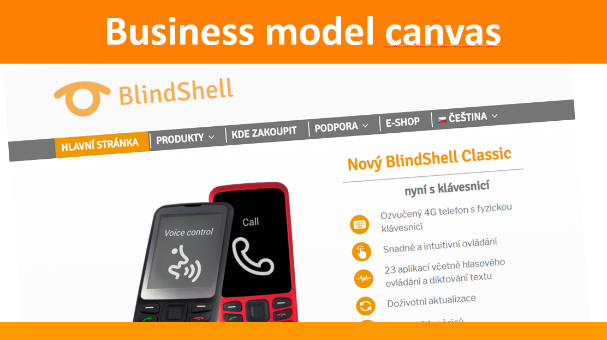 Business model canvas
BlindShell
HLAVNÍ STRÁNKA PRODUKTY KDE ZAKOUPIT PODPORA E-SHOP ČEŠTINA
Nový BlindShell Classic
nyní s klávesnicí
Voice control
Call
Ozvučený 4G telefon s fyzickou
klávesnicí
Snadné a intuitivní ovládání
23 aplikací včetně hlasového
ovládání a diktování textu
Doživotní aktualizace